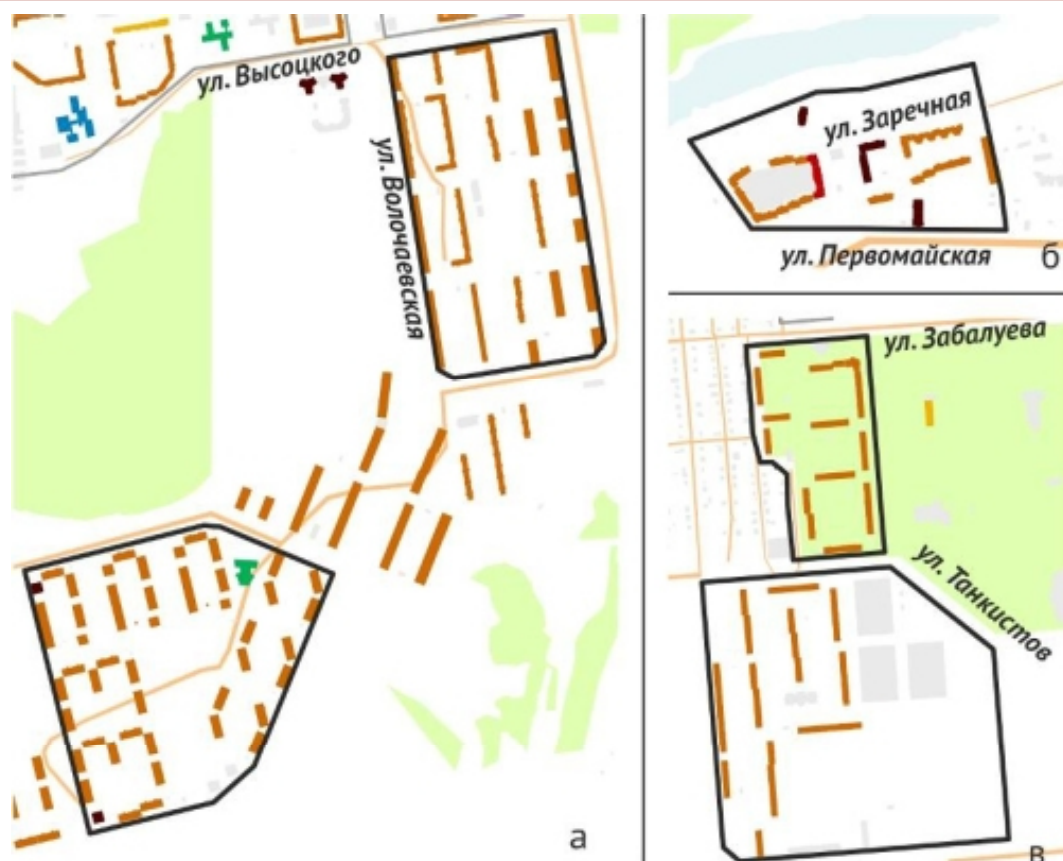 ул. Высоцкого
ул. Волочаевская
а
ул. Заречная
ул. Первомайская
б
ул. Забалуева
ул. Танкистов
в